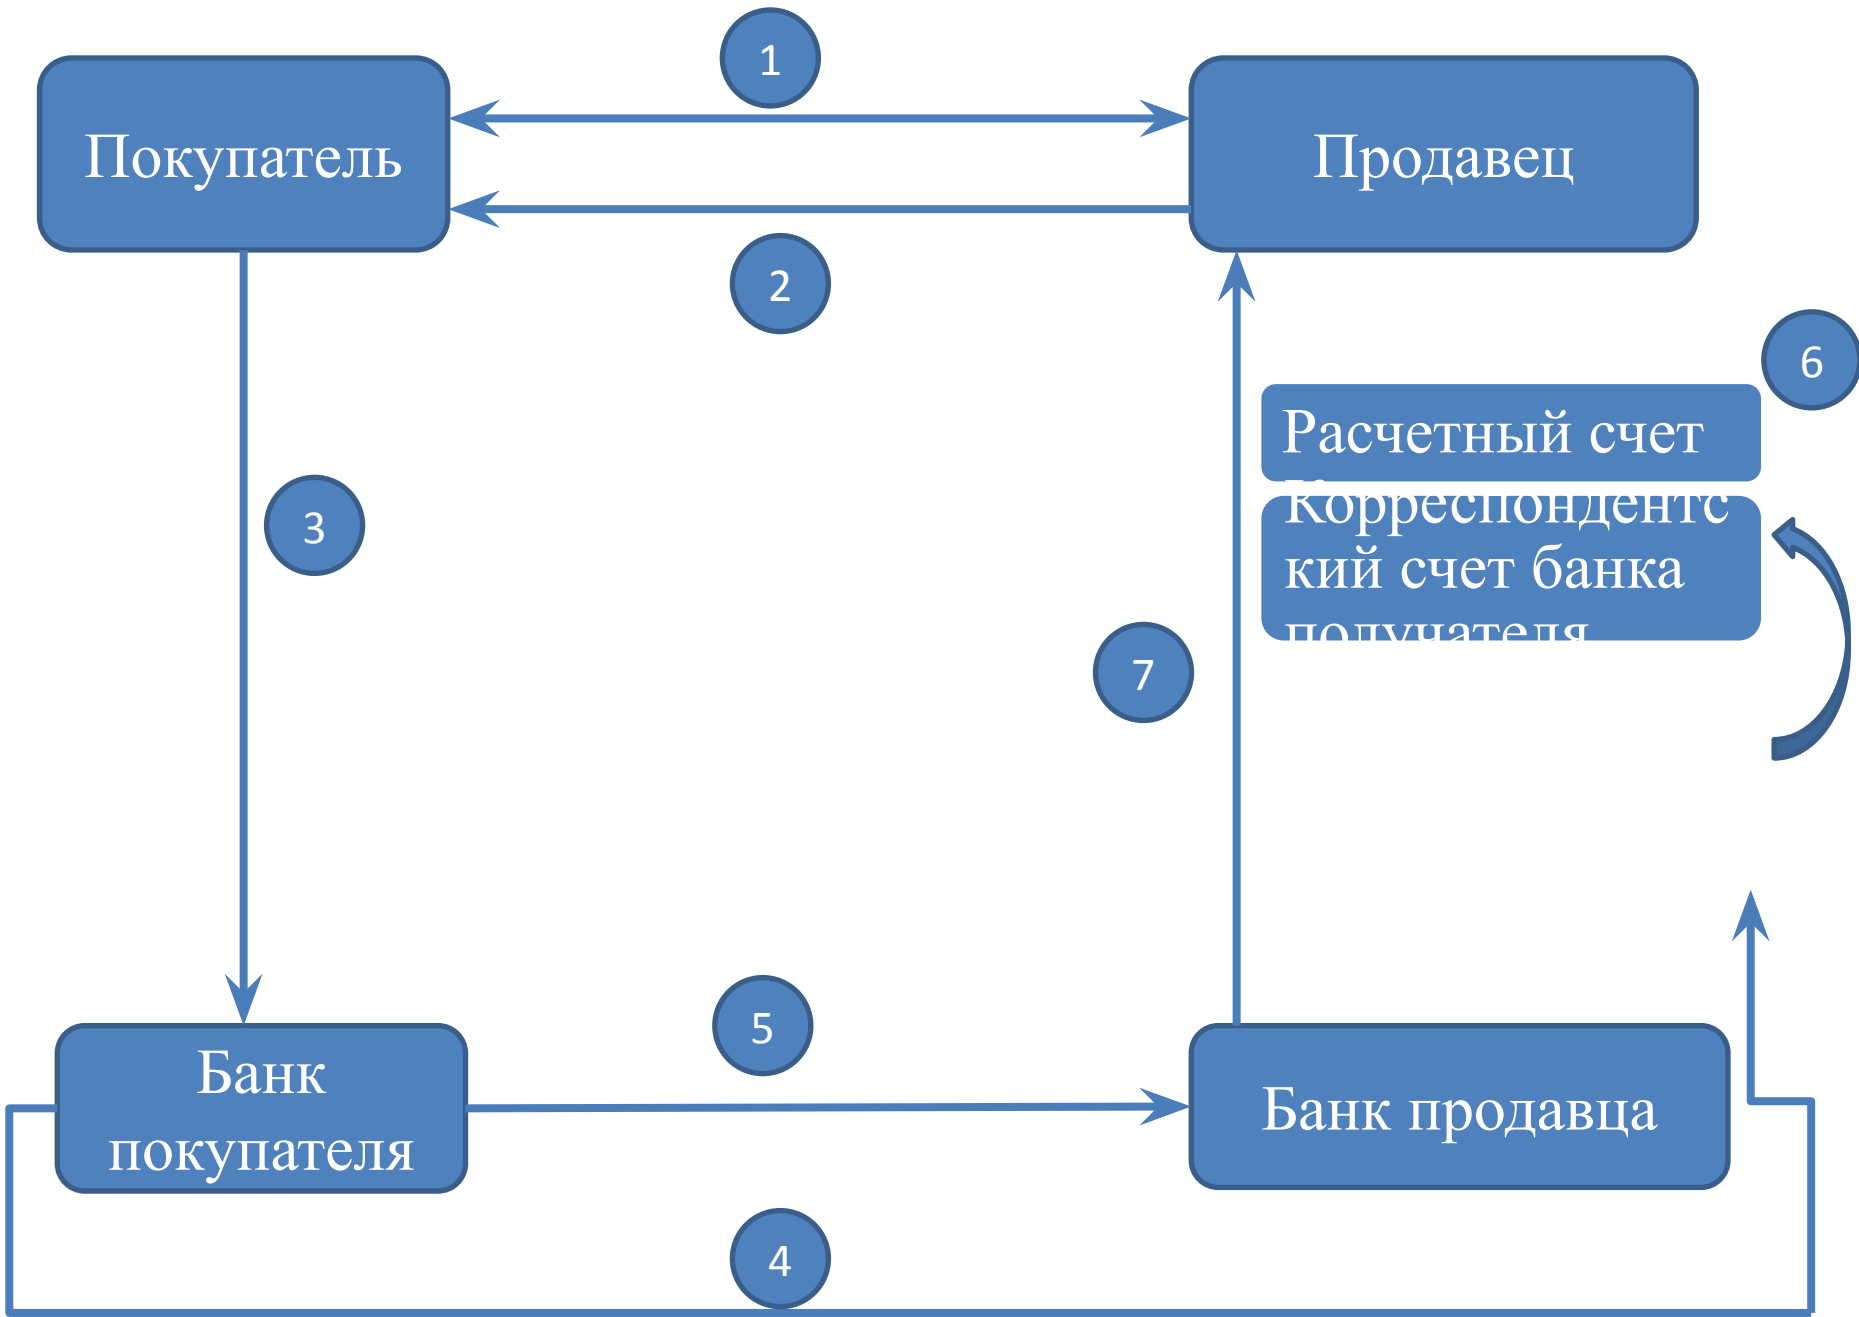 1
Покупатель
Продавец
2
6
Расчетный счет
Корреспондентс
кий счет банка
получателя
3
7
5
Банк
покупателя
Банк продавца
4